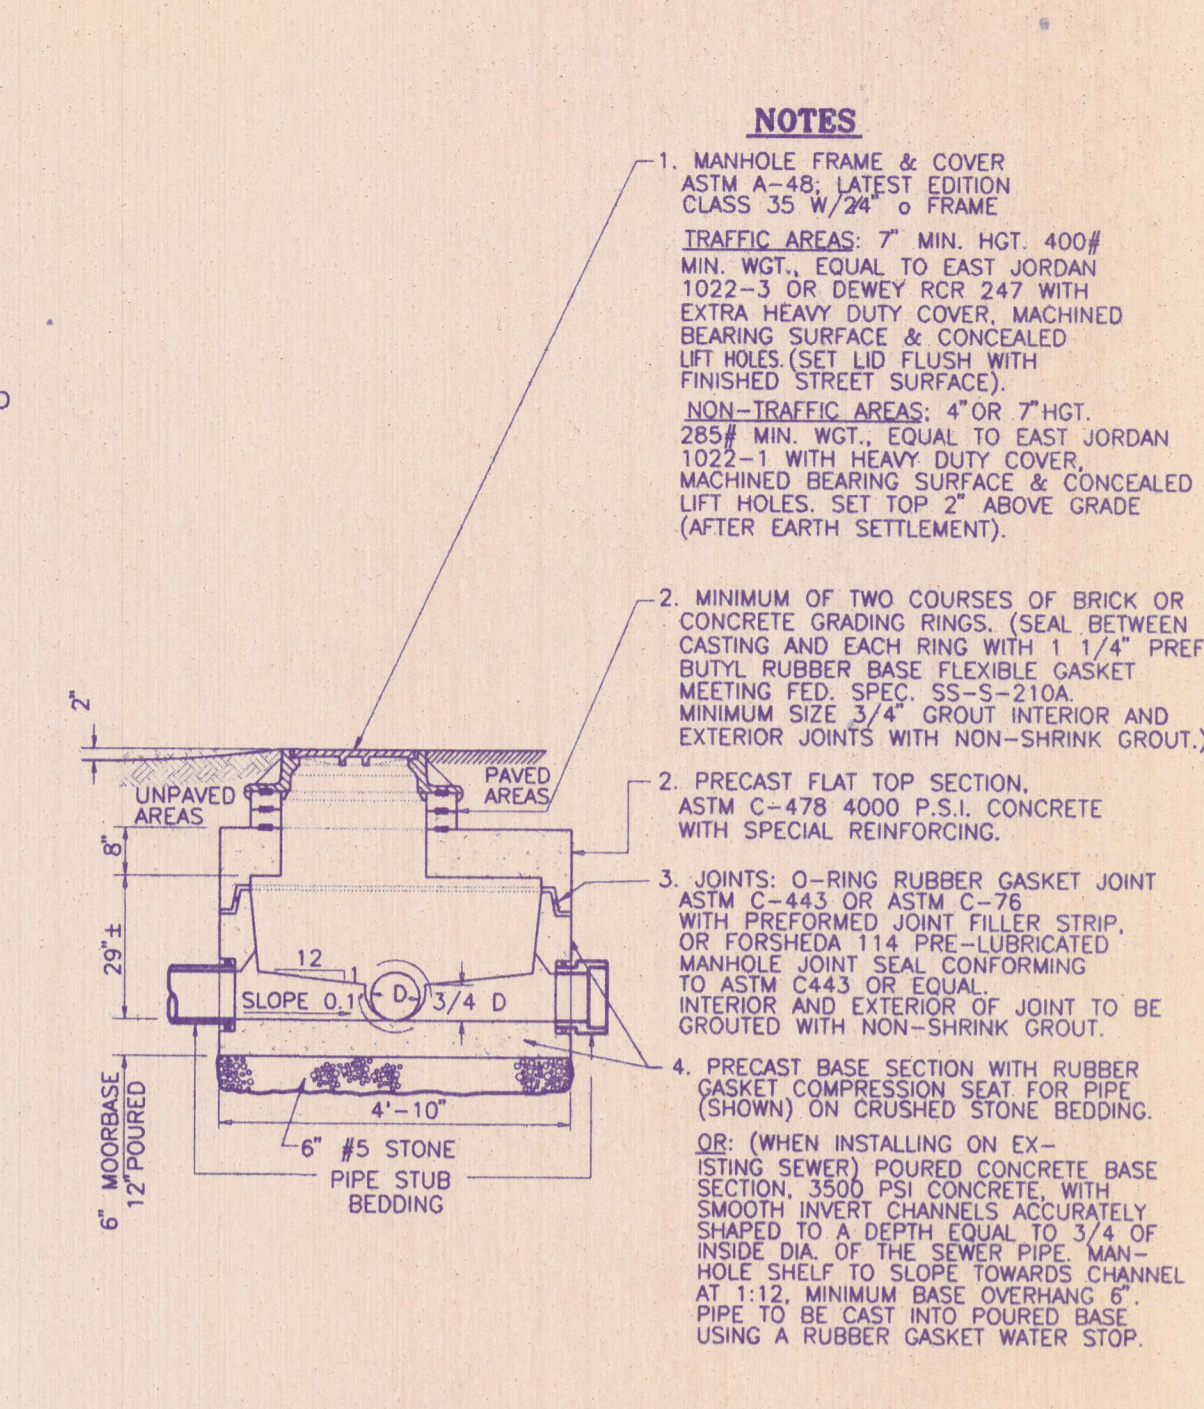 NOTES
1. MANHOLE FRAME & COVER
ASTM A-48; LATEST EDITION
CLASS 35 W/24" o FRAME
TRAFFIC AREAS: 7" MIN. HGT. 400#
MIN. WGT., EQUAL TO EAST JORDAN
1022-3 OR DEWEY RCR 247 WITH
EXTRA HEAVY DUTY COVER, MACHINED
BEARING SURFACE & CONCEALED
LIFT HOLES. (SET LID FLUSH WITH
FINISHED STREET SURFACE).
NON-TRAFFIC AREAS: 4" OR 7" HGT.
285# MIN. WGT., EQUAL TO EAST JORDAN
1022-1 WITH HEAVY DUTY COVER,
MACHINED BEARING SURFACE & CONCEALED
LIFT HOLES. SET TOP 2" ABOVE GRADE
(AFTER EARTH SETTLEMENT).
2. MINIMUM OF TWO COURSES OF BRICK OR
CONCRETE GRADING RINGS. (SEAL BETWEEN
CASTING AND EACH RING WITH 1 1/4" PREF
BUTYL RUBBER BASE FLEXIBLE GASKET
MEETING FED. SPEC. SS-S-210A.
MINIMUM SIZE 3/4" GROUT INTERIOR AND
EXTERIOR JOINTS WITH NON-SHRINK GROUT.)
2. PRECAST FLAT TOP SECTION,
ASTM C-478 4000 P.S.I. CONCRETE
WITH SPECIAL REINFORCING.
3. JOINTS: O-RING RUBBER GASKET JOINT
ASTM C-443 OR ASTM C-76
WITH PREFORMED JOINT FILLER STRIP,
OR FORSHEDA 114 PRE-LUBRICATED
MANHOLE JOINT SEAL CONFORMING
TO ASTM C443 OR EQUAL.
INTERIOR AND EXTERIOR OF JOINT TO BE
GROUTED WITH NON-SHRINK GROUT.
4. PRECAST BASE SECTION WITH RUBBER
GASKET COMPRESSION SEAT FOR PIPE
(SHOWN) ON CRUSHED STONE BEDDING.
OR: (WHEN INSTALLING ON EX-
ISTING SEWER) POURED CONCRETE BASE
SECTION, 3500 PSI CONCRETE, WITH
SMOOTH INVERT CHANNELS ACCURATELY
SHAPED TO A DEPTH EQUAL TO 3/4 OF
INSIDE DIA. OF THE SEWER PIPE. MAN-
HOLE SHELF TO SLOPE TOWARDS CHANNEL
AT 1:12, MINIMUM BASE OVERHANG 6".
PIPE TO BE CAST INTO POURED BASE
USING A RUBBER GASKET WATER STOP.
2"
UNPAVED
AREAS
PAVED
AREAS
8"
29"±
12
1
SLOPE 0.1
D
3/4 D
4'-10"
6" #5 STONE
PIPE STUB
BEDDING
6" MOORBASE
12" POURED